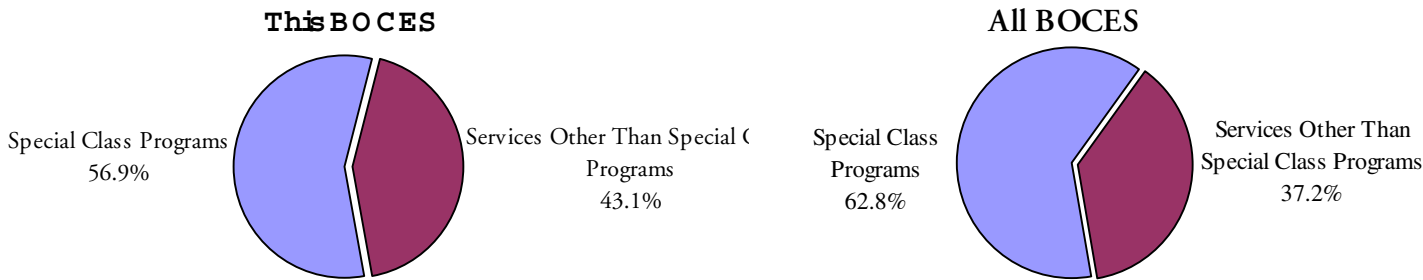 This BOCES
Special Class Programs
56.9%
Services Other Than Special C
Programs
43.1%
All BOCES
Special Class
Programs
62.8%
Services Other Than
Special Class Programs
37.2%